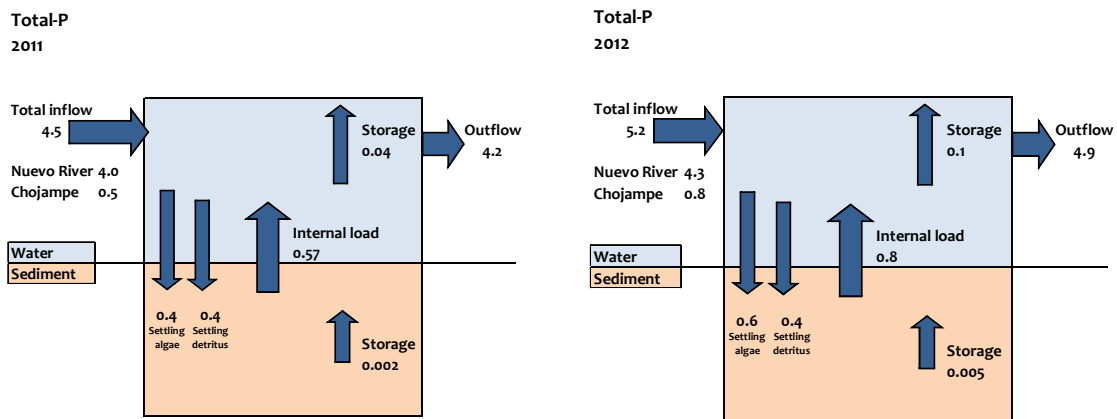 Total-P
2011
Total inflow
4.5
Nuevo River 4.0
Chojampe 0.5
Storage
0.04
Outflow
4.2
Internal load
0.57
Water
Sediment
0.4
Settling
algae
0.4
Settling
detritus
Storage
0.002
Total-P
2012
Total inflow
5.2
Nuevo River 4.3
Chojampe 0.8
Storage
0.1
Outflow
4.9
Internal load
0.8
Water
Sediment
0.6
Settling
algae
0.4
Settling
detritus
Storage
0.005